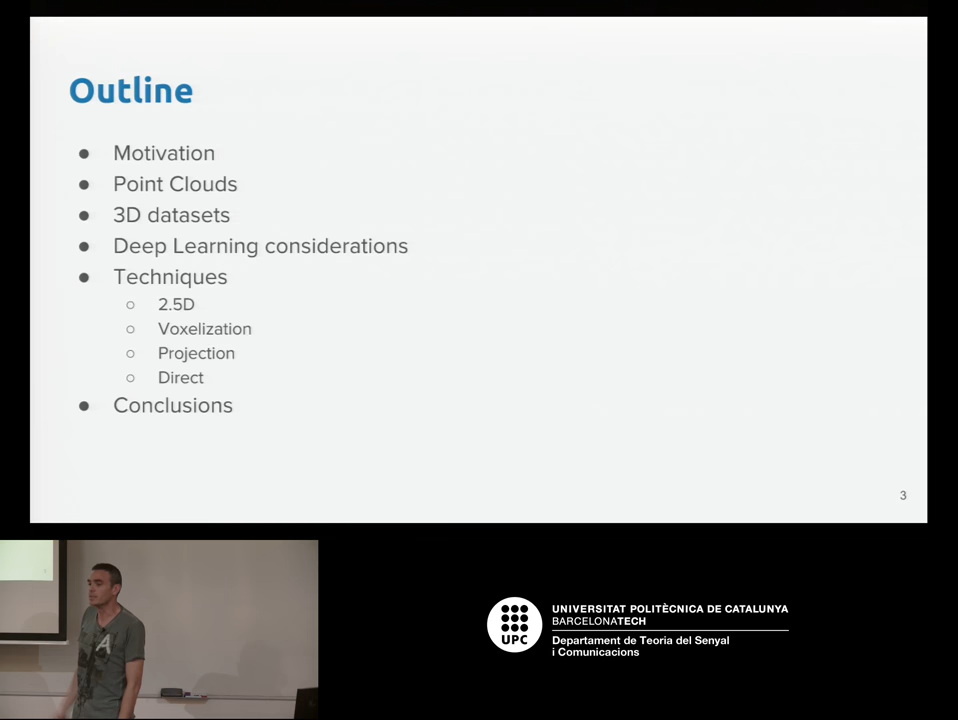 Outline
● Motivation
● Point Clouds
● 3D datasets
● Deep Learning considerations
● Techniques
○ 2.5D
○ Voxelization
○ Projection
○ Direct
● Conclusions
3
A
UPC
UNIVERSITAT POLITÈCNICA DE CATALUNYA
BARCELONATECH
Departament de Teoria del Senyal
i Comunicacions